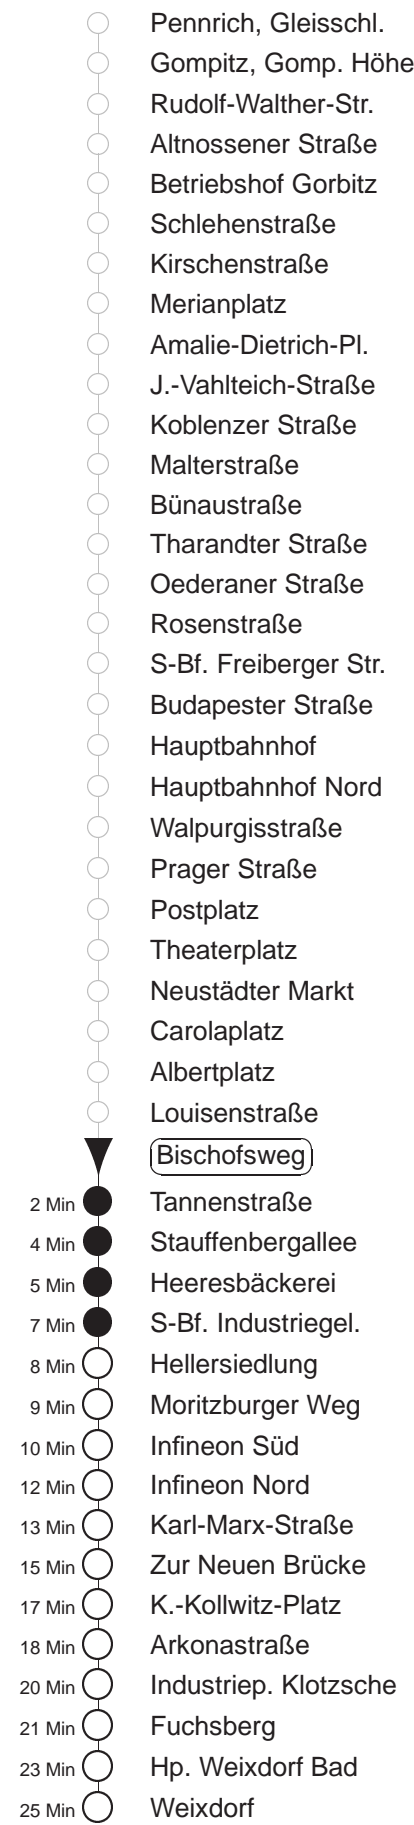 Pennrich, Gleisschl.
Gompitz, Gomp. Höhe
Rudolf-Walther-Str.
Altnossener Straße
Betriebshof Gorbitz
Schlehenstraße
Kirschenstraße
Merianplatz
Amalie-Dietrich-Pl.
J.-Vahlteich-Straße
Koblenzer Straße
Malterstraße
Bünaustraße
Tharandter Straße
Oederaner Straße
Rosenstraße
S-Bf. Freiberger Str.
Budapester Straße
Hauptbahnhof
Hauptbahnhof Nord
Walpurgisstraße
Prager Straße
Postplatz
Theaterplatz
Neustädter Markt
Carolaplatz
Albertplatz
Louisenstraße
Bischofsweg
2 Min Tannenstraße
4 Min Stauffenbergallee
5 Min Heeresbäckerei
7 Min S-Bf. Industriegel.
8 Min Hellersiedlung
9 Min Moritzburger Weg
10 Min Infineon Süd
12 Min Infineon Nord
13 Min Karl-Marx-Straße
15 Min Zur Neuen Brücke
17 Min K.-Kollwitz-Platz
18 Min Arkonastraße
20 Min Industriep. Klotzsche
21 Min Fuchsberg
23 Min Hp. Weixdorf Bad
25 Min Weixdorf